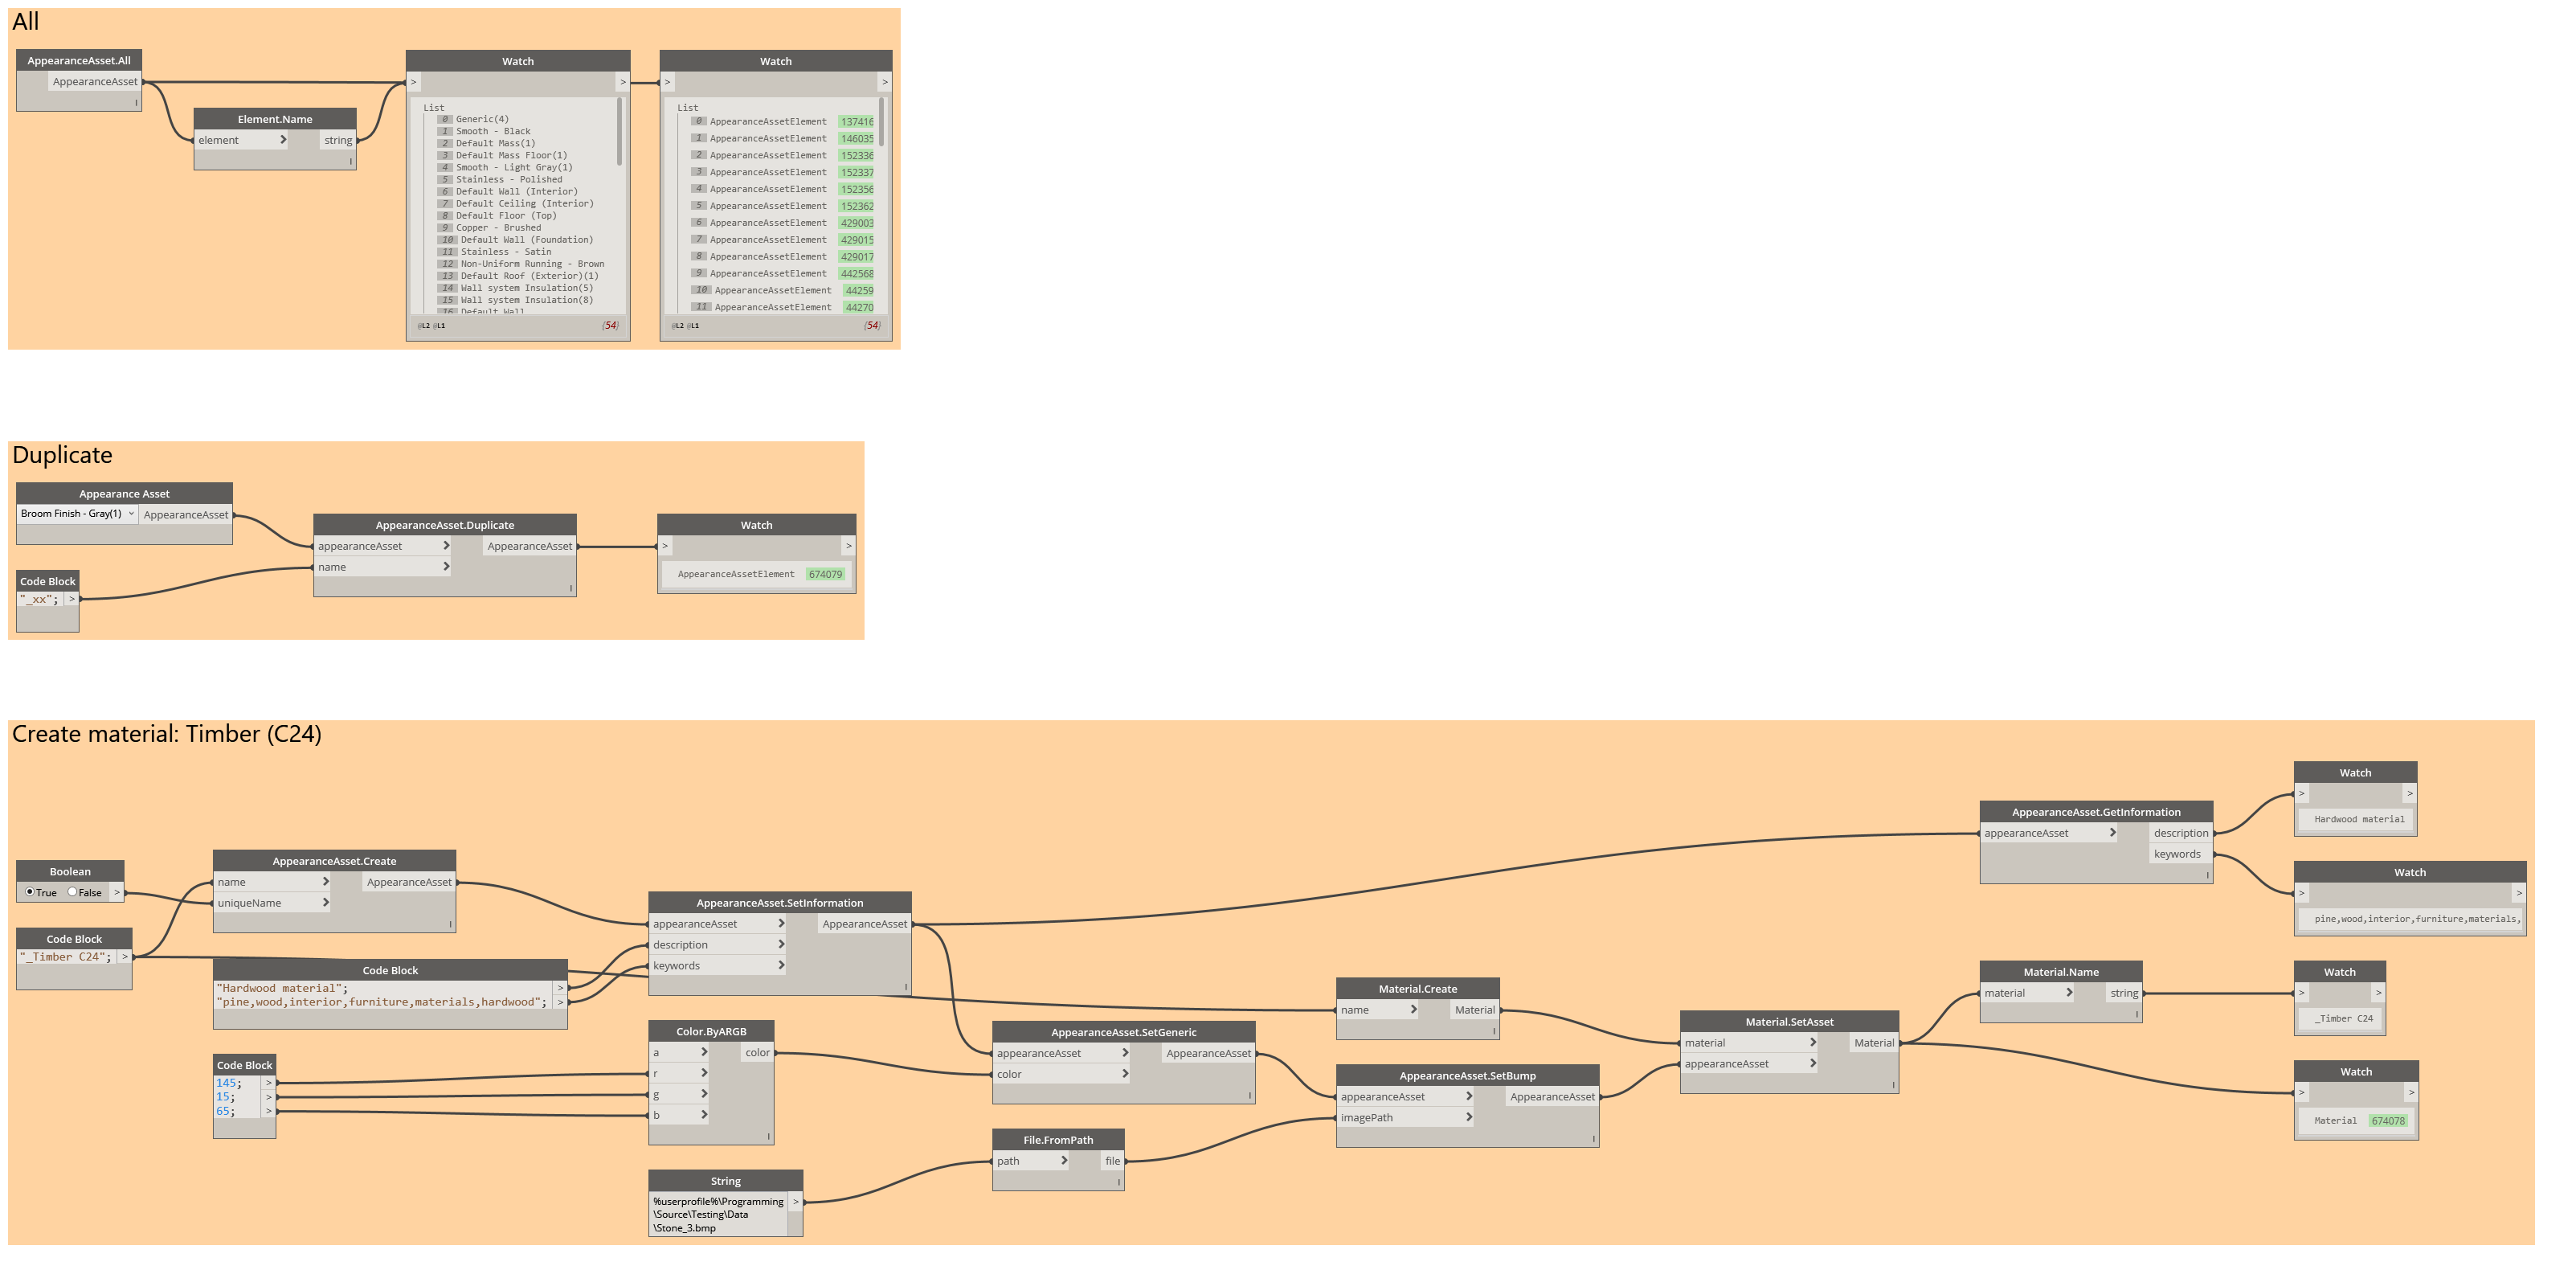 All
AppearanceAsset.All
AppearanceAsset
Element.Name
element
string
Watch
>
>
List
0 Generic(4)
1 Smooth - Black
2 Default Mass(1)
3 Default Mass Floor(1)
4 Smooth - Light Gray(1)
5 Stainless - Polished
6 Default Wall (Interior)
7 Default Ceiling (Interior)
8 Default Floor (Top)
9 Copper - Brushed
10 Default Wall (Foundation)
11 Stainless - Satin
12 Non-Uniform Running - Brown
13 Default Roof (Exterior)(1)
14 Wall system Insulation(5)
15 Wall system Insulation(8)
16 Default Wall
@L2 @L1 {54}
Watch
>
>
List
0 AppearanceAssetElement 137416
1 AppearanceAssetElement 146035
2 AppearanceAssetElement 152336
3 AppearanceAssetElement 152337
4 AppearanceAssetElement 152356
5 AppearanceAssetElement 152362
6 AppearanceAssetElement 429003
7 AppearanceAssetElement 429015
8 AppearanceAssetElement 429017
9 AppearanceAssetElement 442568
10 AppearanceAssetElement 44259
11 AppearanceAssetElement 44270
@L2 @L1 {54}
Duplicate
Appearance Asset
Broom Finish - Gray(1) AppearanceAsset
Code Block
"_xx"; >
AppearanceAsset.Duplicate
appearanceAsset > AppearanceAsset
name >
Watch
> >
AppearanceAssetElement 674079
Create material: Timber (C24)
Boolean
True False >
Code Block
"_Timber C24"; >
AppearanceAsset.Create
name > AppearanceAsset
uniqueName >
Code Block
"Hardwood material"; >
"pine,wood,interior,furniture,materials,hardwood"; >
Code Block
145; >
15; >
65; >
AppearanceAsset.SetInformation
appearanceAsset > AppearanceAsset
description >
keywords >
Color.ByARGB
a > color
r >
g >
b >
String
%userprofile%\Programming >
\Source\Testing\Data
\Stone_3.bmp
AppearanceAsset.SetGeneric
appearanceAsset > AppearanceAsset
color >
File.FromPath
path > file
Material.Create
name > Material
AppearanceAsset.SetBump
appearanceAsset > AppearanceAsset
imagePath >
Material.SetAsset
material > Material
appearanceAsset >
AppearanceAsset.GetInformation
appearanceAsset > description
keywords
Material.Name
material > string
Watch
> >
Hardwood material
Watch
> >
pine,wood,interior,furniture,materials,
Watch
> >
_Timber C24
Watch
> >
Material 674078